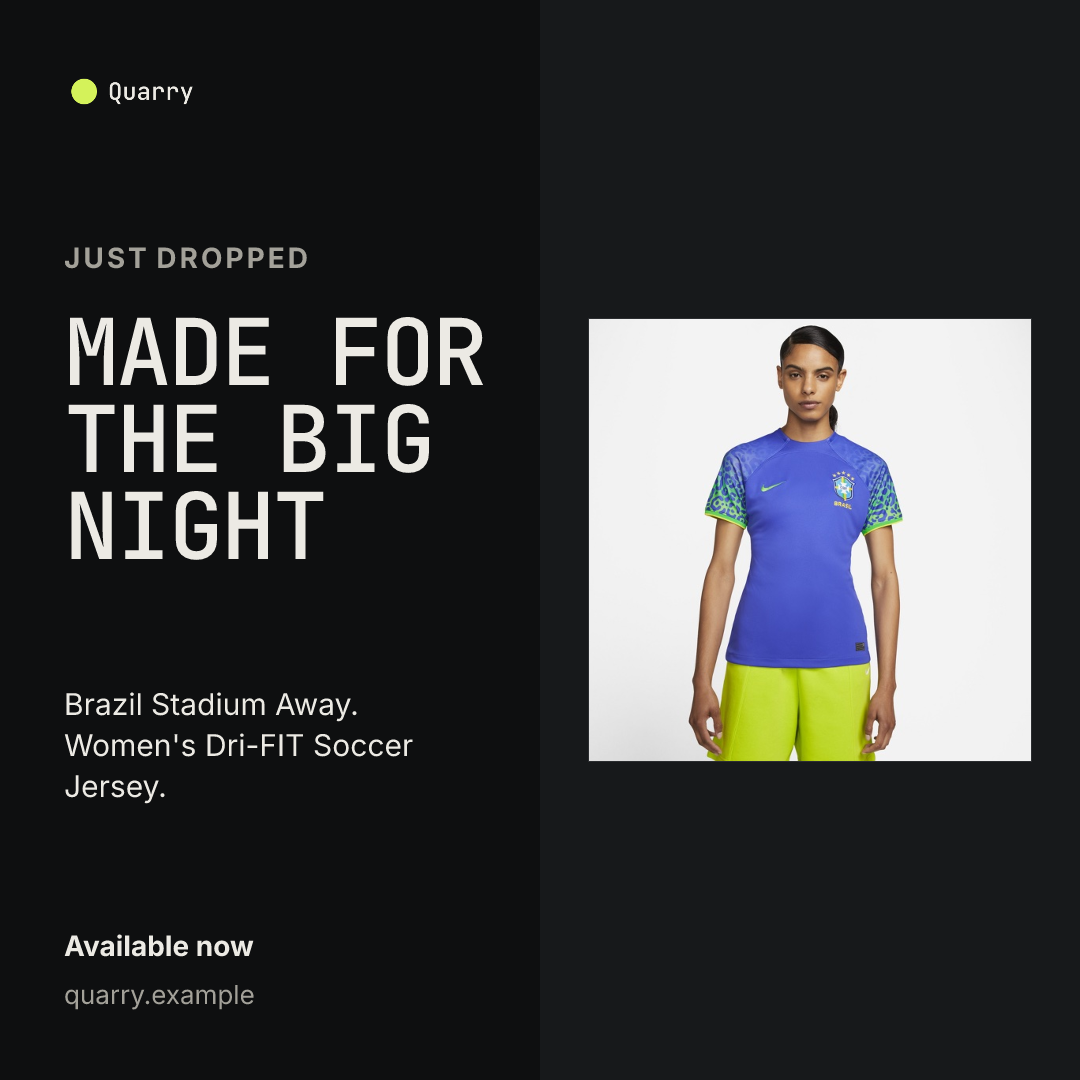 Quarry
JUST DROPPED
MADE FOR
THE BIG
NIGHT
BRASIL
Brazil Stadium Away.
Women's Dri-FIT Soccer
Jersey.
Available now
quarry.example